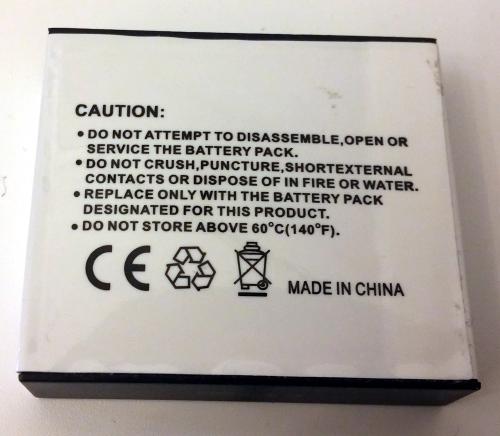 CAUTION:
• DO NOT ATTEMPT TO DISASSEMBLE,OPEN OR
SERVICE THE BATTERY PACK.
• DO NOT CRUSH,PUNCTURE,SHORTEXTERNAL
CONTACTS OR DISPOSE OF IN FIRE OR WATER.
• REPLACE ONLY WITH THE BATTERY PACK
DESIGNATED FOR THIS PRODUCT.
• DO NOT STORE ABOVE 60°C(140°F).
CE MADE IN CHINA